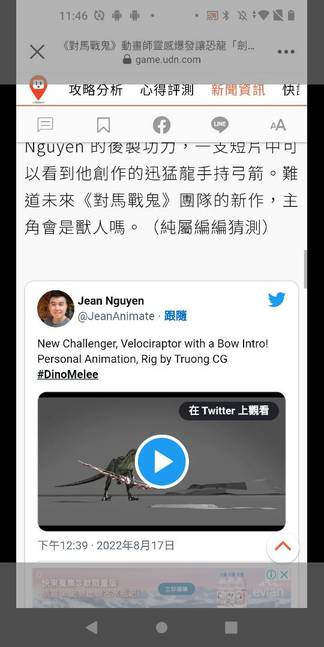 11:46
《對馬戰鬼》動畫師靈感爆發讓恐龍「劍...
game.udn.com
攻略分析 心得評測 新聞資訊
Nguyen 的後製功力，一支短片中可
以看到他創作的迅猛龍手持弓箭。難
道未來《對馬戰鬼》團隊的新作，主
角會是獸人嗎。（純屬編編猜測）
Jean Nguyen
@JeanAnimate · 跟隨
New Challenger, Velociraptor with a Bow Intro!
Personal Animation, Rig by Truong CG
#DinoMelee
在 Twitter 上觀看
下午12:39 · 2022年8月17日
evian